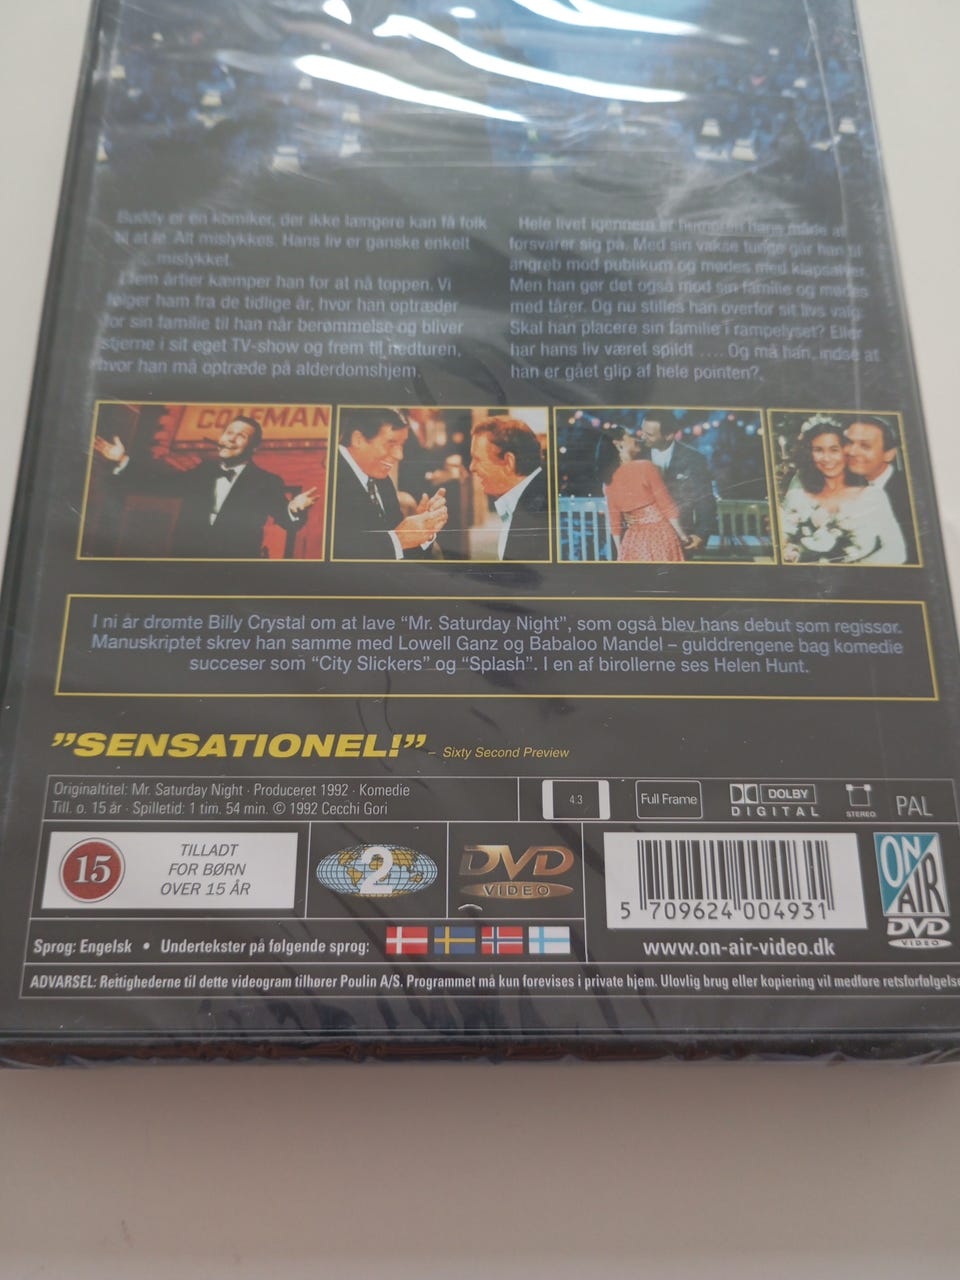 Buddy er en komiker, der ikke længere kan få folk
til at le. Alt mislykkes. Hans liv er ganske enkelt
mislykket.
I fem årtier kæmper han for at nå toppen. Vi
følger ham fra de tidlige år, hvor han optræder
for sin familie til han når berømmelse og bliver
stjerne i sit eget TV-show og frem til nedturen,
hvor han må optræde på alderdomshjem.
Hele livet igennem er humoren hans måde at
forsvarer sig på. Med sin vakse tunge går han til
angreb mod publikum og mødes med klapsalver.
Men han gør det også mod sin familie og mødes
med tårer. Og nu stilles han overfor sit livs valg:
Skal han placere sin familie i rampelyset? Eller
har hans liv været spildt .... Og må han indse at
han er gået glip af hele pointen?
COLEMAN
I ni år drømte Billy Crystal om at lave “Mr. Saturday Night”, som også blev hans debut som regissør.
Manuskriptet skrev han samme med Lowell Ganz og Babaloo Mandel – gulddrengene bag komedie
succeser som “City Slickers” og “Splash”. I en af birollerne ses Helen Hunt.
”SENSATIONEL!” – Sixty Second Preview
Originaltitel: Mr. Saturday Night · Produceret 1992 · Komedie
Till. o. 15 år · Spilletid: 1 tim. 54 min. © 1992 Cecchi Gori
4:3
Full Frame
DOLBY
DIGITAL
STEREO
PAL
15
TILLADT
FOR BØRN
OVER 15 ÅR
2
DVD
VIDEO
5 709624 004931
ON
AIR
DVD
VIDEO
Sprog: Engelsk • Undertekster på følgende sprog:
www.on-air-video.dk
ADVARSEL: Rettighederne til dette videogram tilhører Poulin A/S. Programmet må kun forevises i private hjem. Ulovlig brug eller kopiering vil medføre retsforfølgelse